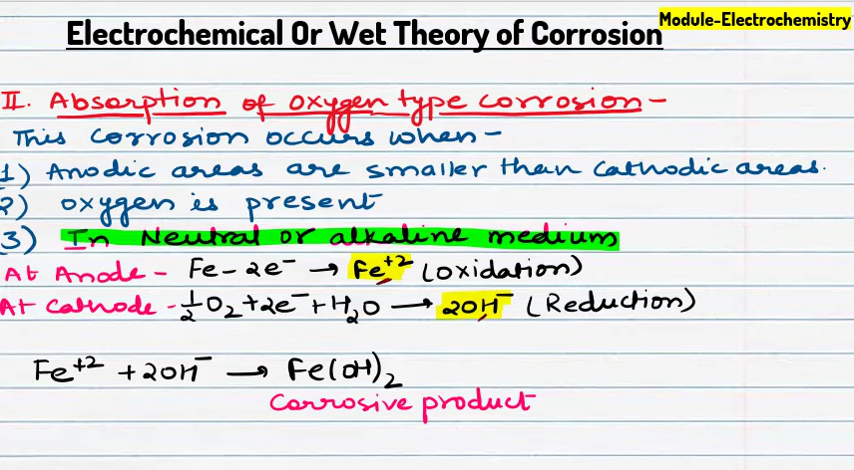 Module-Electrochemistry
Electrochemical Or Wet Theory of Corrosion
II. Absorption of oxygen type corrosion-
This corrosion occurs when-
1) Anodic areas are smaller than cathodic areas.
2) oxygen is present
3) In Neutral or alkaline medium
At Anode - Fe-2e⁻ → Fe⁺² (oxidation)
At Cathode - 1/2 O₂+2e⁻+H₂O → 2OH⁻ (Reduction)
Fe⁺² + 2OH⁻ → Fe(OH)₂
Corrosive product